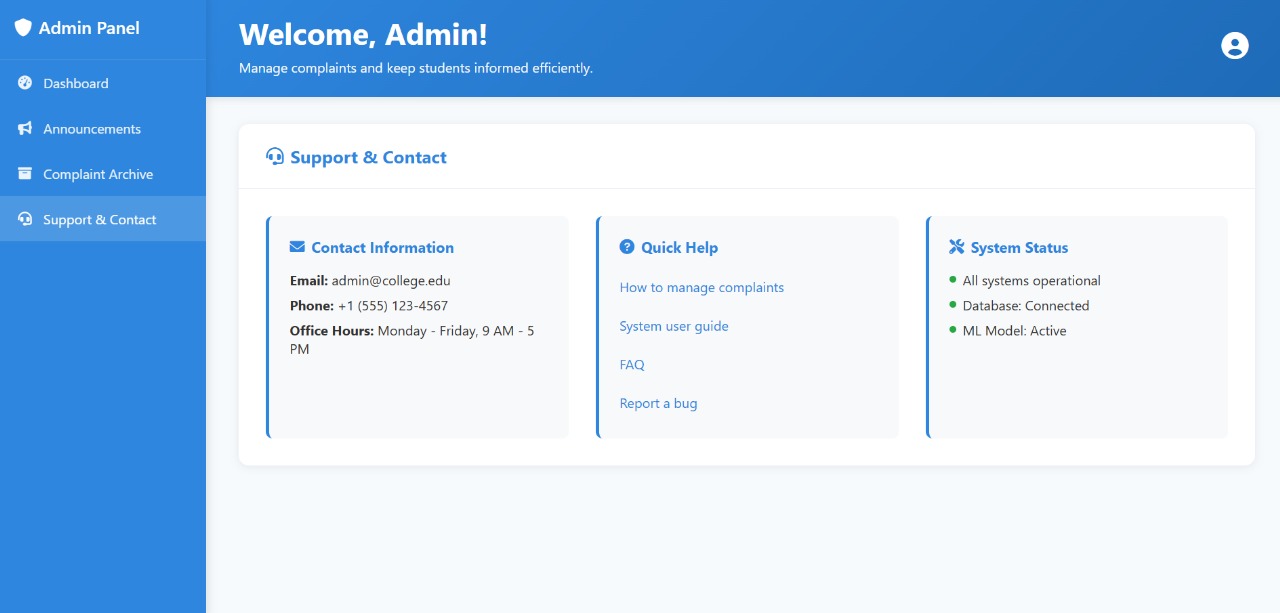 Admin Panel
Dashboard
Announcements
Complaint Archive
Support & Contact
Welcome, Admin!
Manage complaints and keep students informed efficiently.
Support & Contact
Contact Information
Email: admin@college.edu
Phone: +1 (555) 123-4567
Office Hours: Monday - Friday, 9 AM - 5
PM
Quick Help
How to manage complaints
System user guide
FAQ
Report a bug
System Status
All systems operational
Database: Connected
ML Model: Active